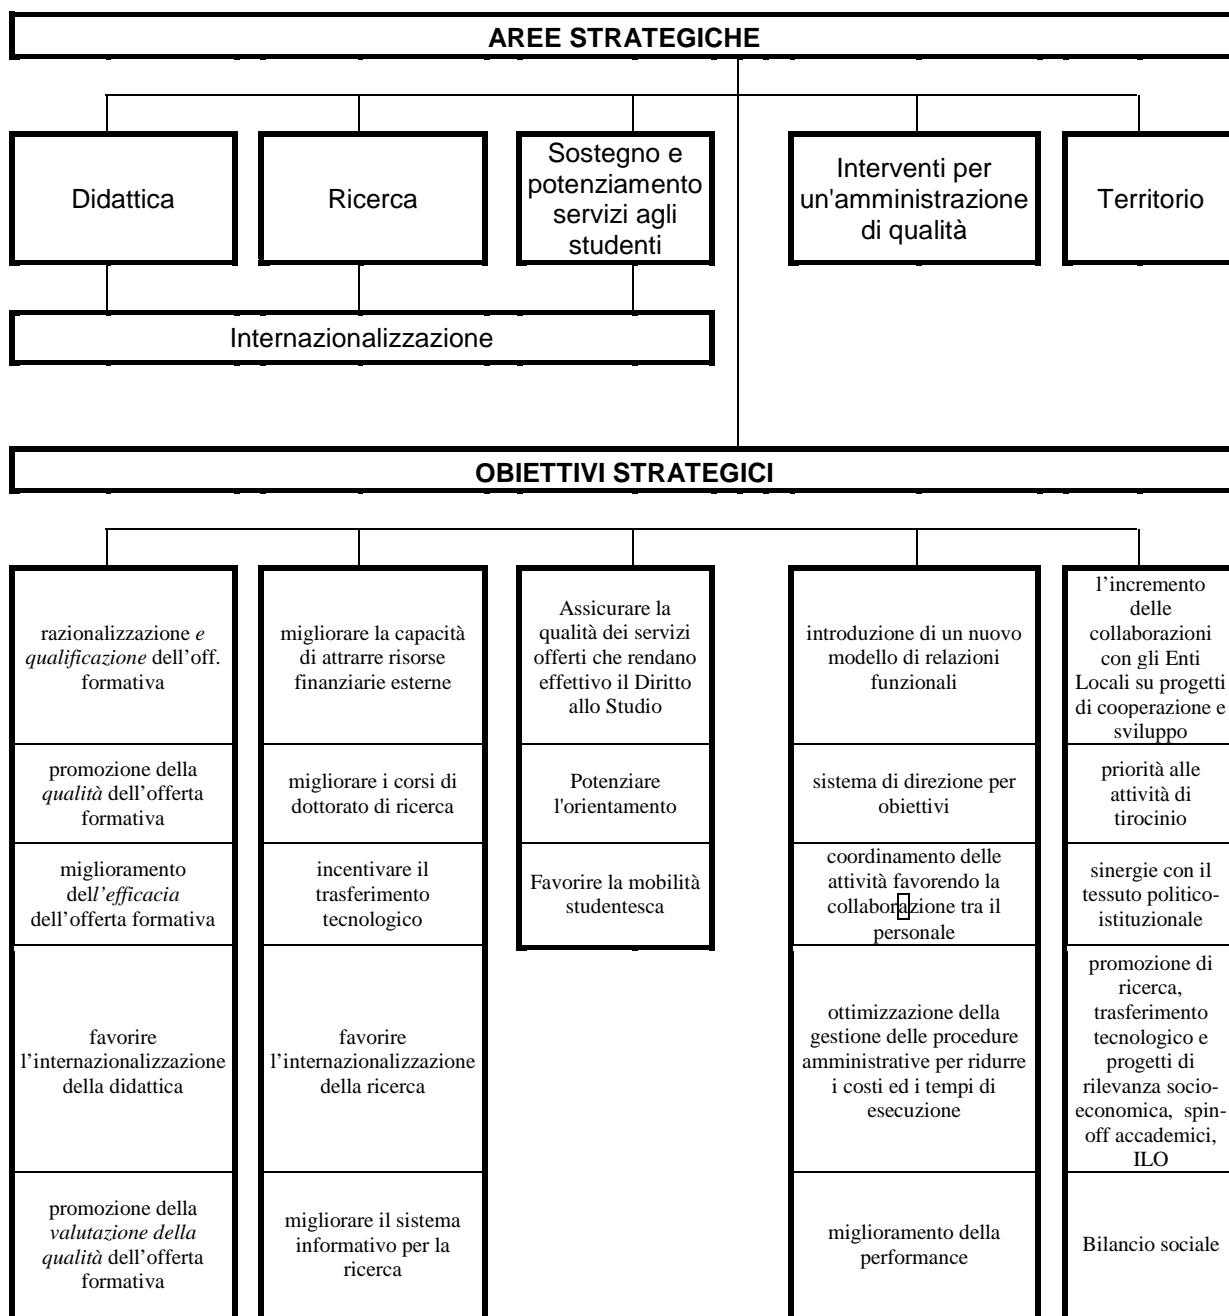 AREE STRATEGICHE
Didattica
Ricerca
Sostegno e
potenziamento
servizi agli
studenti
Interventi per
un'amministrazione
di qualità
Territorio
Internazionalizzazione
OBIETTIVI STRATEGICI
razionalizzazione e
qualificazione dell’off.
formativa
migliorare la capacità
di attrarre risorse
finanziarie esterne
Assicurare la
qualità dei servizi
offerti che rendano
effettivo il Diritto
allo Studio
introduzione di un nuovo
modello di relazioni
funzionali
l’incremento
delle
collaborazioni
con gli Enti
Locali su progetti
di cooperazione e
sviluppo
promozione della
qualità dell’offerta
formativa
migliorare i corsi di
dottorato di ricerca
Potenziare
l'orientamento
sistema di direzione per
obiettivi
priorità alle
attività di
tirocinio
miglioramento
dell’efficacia
dell’offerta formativa
incentivare il
trasferimento
tecnologico
Favorire la mobilità
studentesca
coordinamento delle
attività favorendo la
collaborazione tra il
personale
sinergie con il
tessuto politico-
istituzionale
favorire
l’internazionalizzazione
della didattica
favorire
l’internazionalizzazione
della ricerca
ottimizzazione della
gestione delle procedure
amministrative per ridurre
i costi ed i tempi di
esecuzione
promozione di
ricerca,
trasferimento
tecnologico e
progetti di
rilevanza socio-
economica, spin-
off accademici,
ILO
promozione della
valutazione della
qualità dell’offerta
formativa
migliorare il sistema
informativo per la
ricerca
miglioramento della
performance
Bilancio sociale